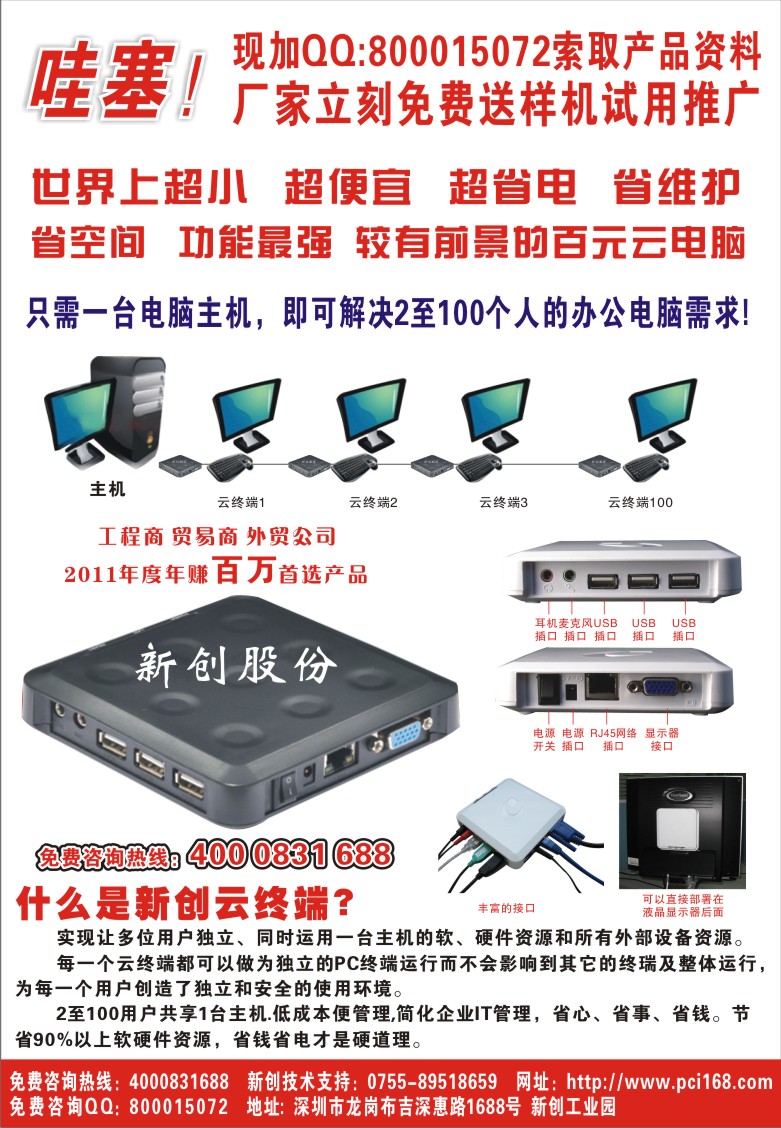 哇塞!
现加QQ:800015072索取产品资料
厂家立刻免费送样机试用推广
世界上超小 超便宜 超省电 省维护
省空间 功能最强 较有前景的百元云电脑
只需一台电脑主机，即可解决2至100个人的办公电脑需求!
主机
云终端1
云终端2
云终端3
云终端100
工程商 贸易商 外贸公司
2011年度年赚百万首选产品
新创股份
耳机插口
麦克风插口
USB插口
USB插口
USB插口
电源开关
电源插口
RJ45网络插口
显示器接口
免费咨询热线：4000831688
丰富的接口
可以直接部署在
液晶显示器后面
什么是新创云终端?
实现让多位用户独立、同时运用一台主机的软、硬件资源和所有外部设备资源。
每一个云终端都可以做为独立的PC终端运行而不会影响到其它的终瑞及整体运行，
为每一个用户创造了独立和安全的使用环境。
2至100用户共享1台主机.低成本便管理,简化企业IT管理，省心、省事、省钱。节
省90%以上软硬件资源，省钱省电才是硬道理。
免费咨询热线：4000831688 新创技术支持：0755-89518659 网址：http://www.pci168.com
免费咨询QQ：800015072 地址: 深圳市龙岗布吉深惠路1688号 新创工业园